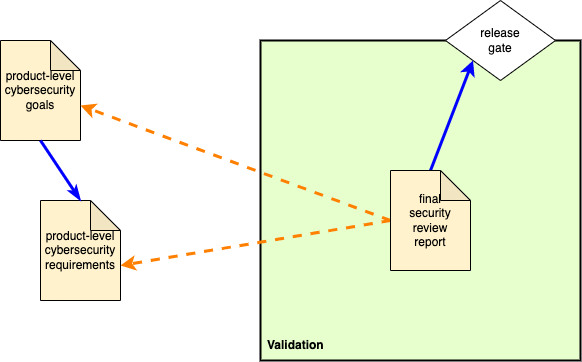 release
gate
product-level
cybersecurity
goals
final
security
review
report
product-level
cybersecurity
requirements
Validation